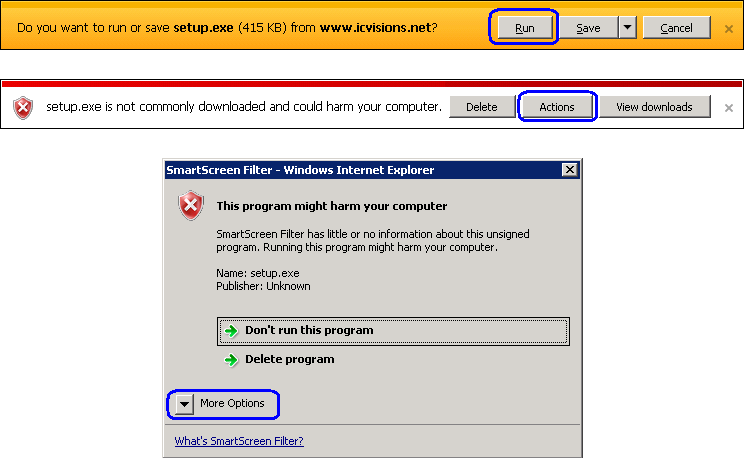 Do you want to run or save setup.exe (415 KB) from www.icvisions.net? Run Save Cancel
setup.exe is not commonly downloaded and could harm your computer. Delete Actions View downloads
SmartScreen Filter - Windows Internet Explorer
This program might harm your computer
SmartScreen Filter has little or no information about this unsigned
program. Running this program might harm your computer.
Name: setup.exe
Publisher: Unknown
Don't run this program
Delete program
More Options
What's SmartScreen Filter?